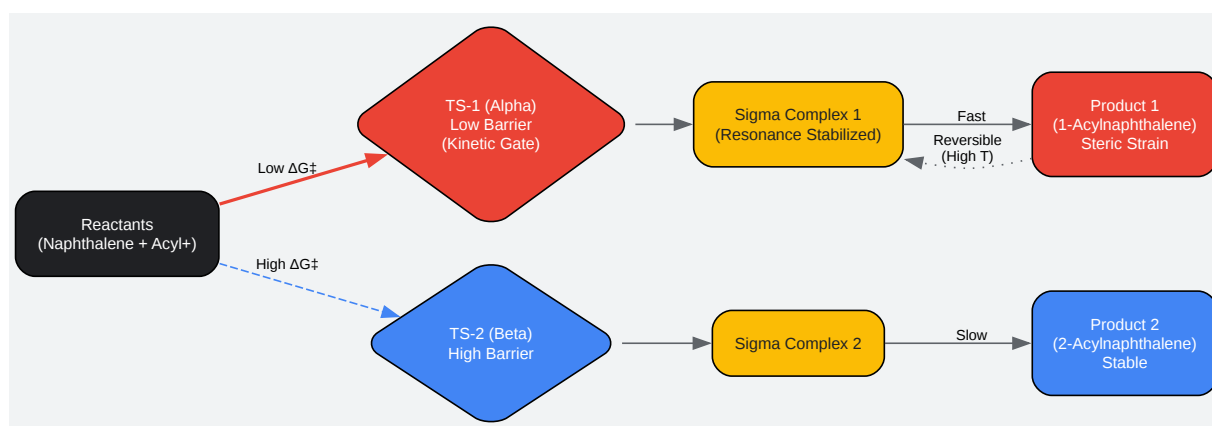 Reactants
(Naphthalene + Acyl+)
Low ΔG‡
High ΔG‡
TS-1 (Alpha)
Low Barrier
(Kinetic Gate)
TS-2 (Beta)
High Barrier
Sigma Complex 1
(Resonance Stabilized)
Sigma Complex 2
Fast
Reversible
(High T)
Slow
Product 1
(1-Acylnaphthalene)
Steric Strain
Product 2
(2-Acylnaphthalene)
Stable